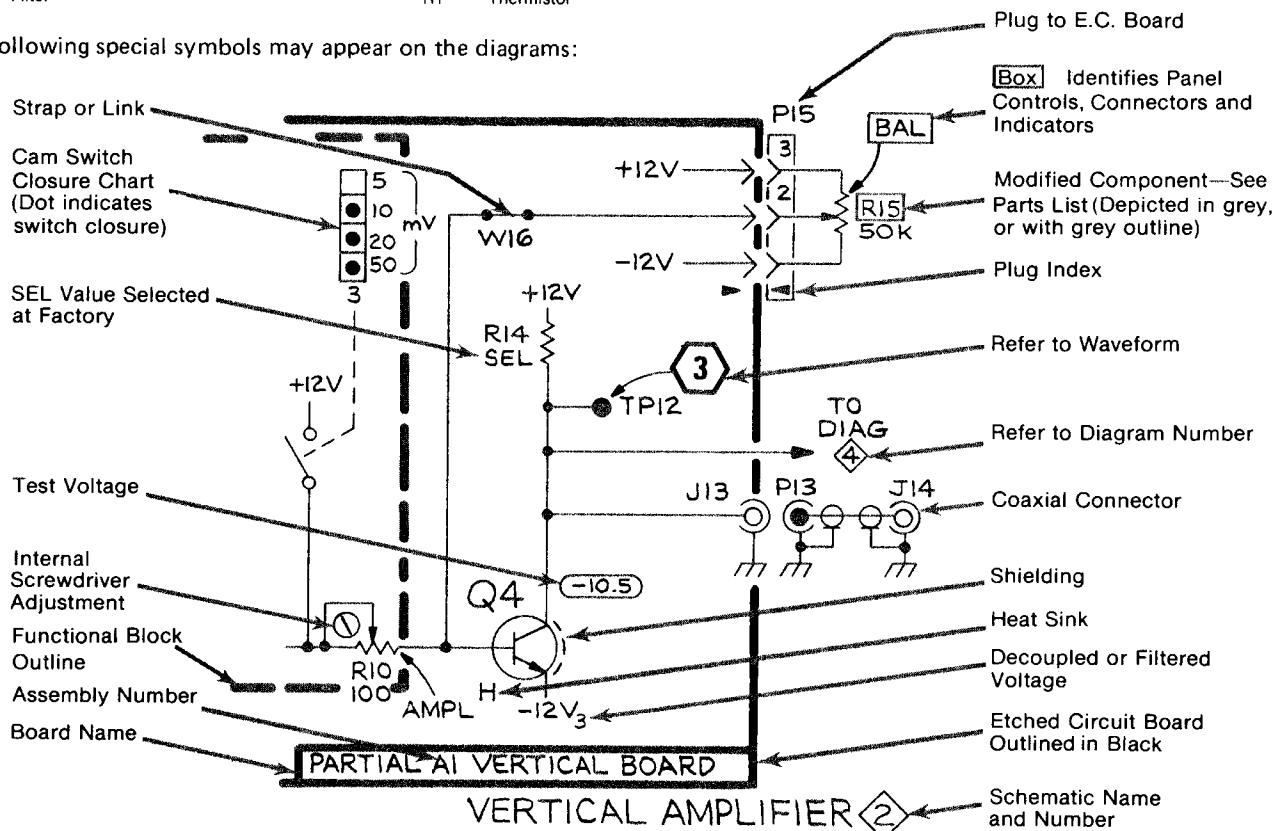 Thermistor
ollowing special symbols may appear on the diagrams:
Plug to E.C. Board
Box Identifies Panel
Controls, Connectors and
Indicators
Strap or Link
Cam Switch
Closure Chart
(Dot indicates
switch closure)
SEL Value Selected
at Factory
Test Voltage
Internal
Screwdriver
Adjustment
Functional Block
Outline
Assembly Number
Board Name
5
10
20
50
mV
3
+12V
R10
100
AMPL
W16
+12V
R14
SEL
TP12
3
Q4
-10.5
H
-12V3
+12V
-12V
P15
3
2
BAL
R15
50K
TO
DIAG
4
J13
P13
J14
Modified Component—See
Parts List (Depicted in grey,
or with grey outline)
Plug Index
Refer to Waveform
Refer to Diagram Number
Coaxial Connector
Shielding
Heat Sink
Decoupled or Filtered
Voltage
Etched Circuit Board
Outlined in Black
Schematic Name
and Number
PARTIAL A1 VERTICAL BOARD
VERTICAL AMPLIFIER 2